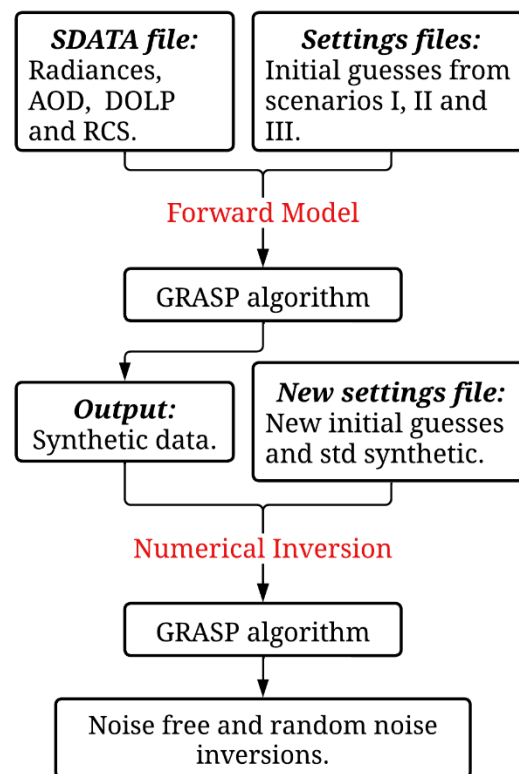 SDATA file:
Radiances,
AOD, DOLP
and RCS.
Settings files:
Initial guesses from
scenarios I, II and
III.
Forward Model
GRASP algorithm
Output:
Synthetic data.
New settings file:
New initial guesses
and std synthetic.
Numerical Inversion
GRASP algorithm
Noise free and random noise
inversions.